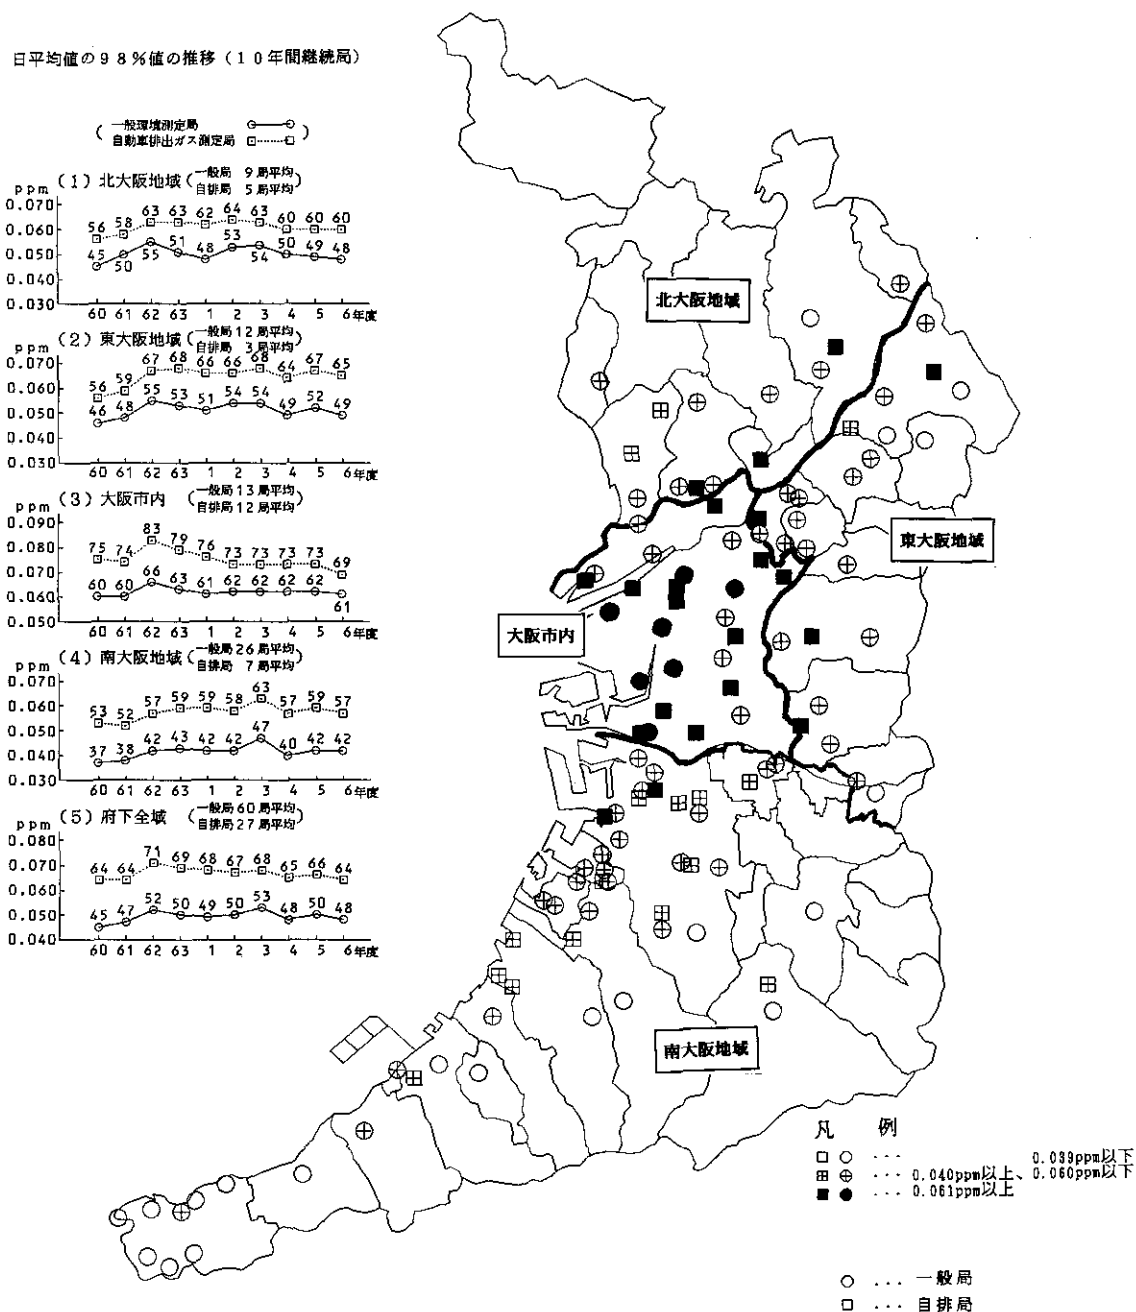 日平均値の98%値の推移(10年間継続局)
一般環境測定局
自動車排出ガス測定局
ppm (1)北大阪地域(一般局 9局平均
自排局 5局平均)
0.070
0.060
0.050
0.040
0.030
56 58 63 63 62 64 63 60 60 60
45 50 55 51 48 53 54 50 49 48
60 61 62 63 1 2 3 4 5 6年度
ppm (2)東大阪地域(一般局12局平均
自排局 3局平均)
0.070
0.060
0.050
0.040
0.030
56 59 67 68 66 66 68 64 67 65
46 48 55 53 51 54 54 49 52 49
60 61 62 63 1 2 3 4 5 6年度
ppm (3)大阪市内 (一般局13局平均
自排局12局平均)
0.090
0.080
0.070
0.060
0.050
75 74 83 79 76 73 73 73 73 69
60 60 66 63 61 62 62 62 62 61
60 61 62 63 1 2 3 4 5 6年度
ppm (4)南大阪地域(一般局26局平均
自排局 7局平均)
0.070
0.060
0.050
0.040
0.030
53 52 57 59 59 58 63 57 59 57
37 38 42 43 42 42 47 40 42 42
60 61 62 63 1 2 3 4 5 6年度
ppm (5)府下全域 (一般局60局平均
自排局27局平均)
0.080
0.070
0.060
0.050
0.040
64 64 71 69 68 67 68 65 66 64
45 47 52 50 49 50 53 48 50 48
60 61 62 63 1 2 3 4 5 6年度
北大阪地域
東大阪地域
大阪市内
南大阪地域
凡 例
□ ○ ... 0.039ppm以下
⊞ ⊕ ... 0.040ppm以上、0.060ppm以下
■ ● ... 0.061ppm以上
○ ... 一般局
□ ... 自排局